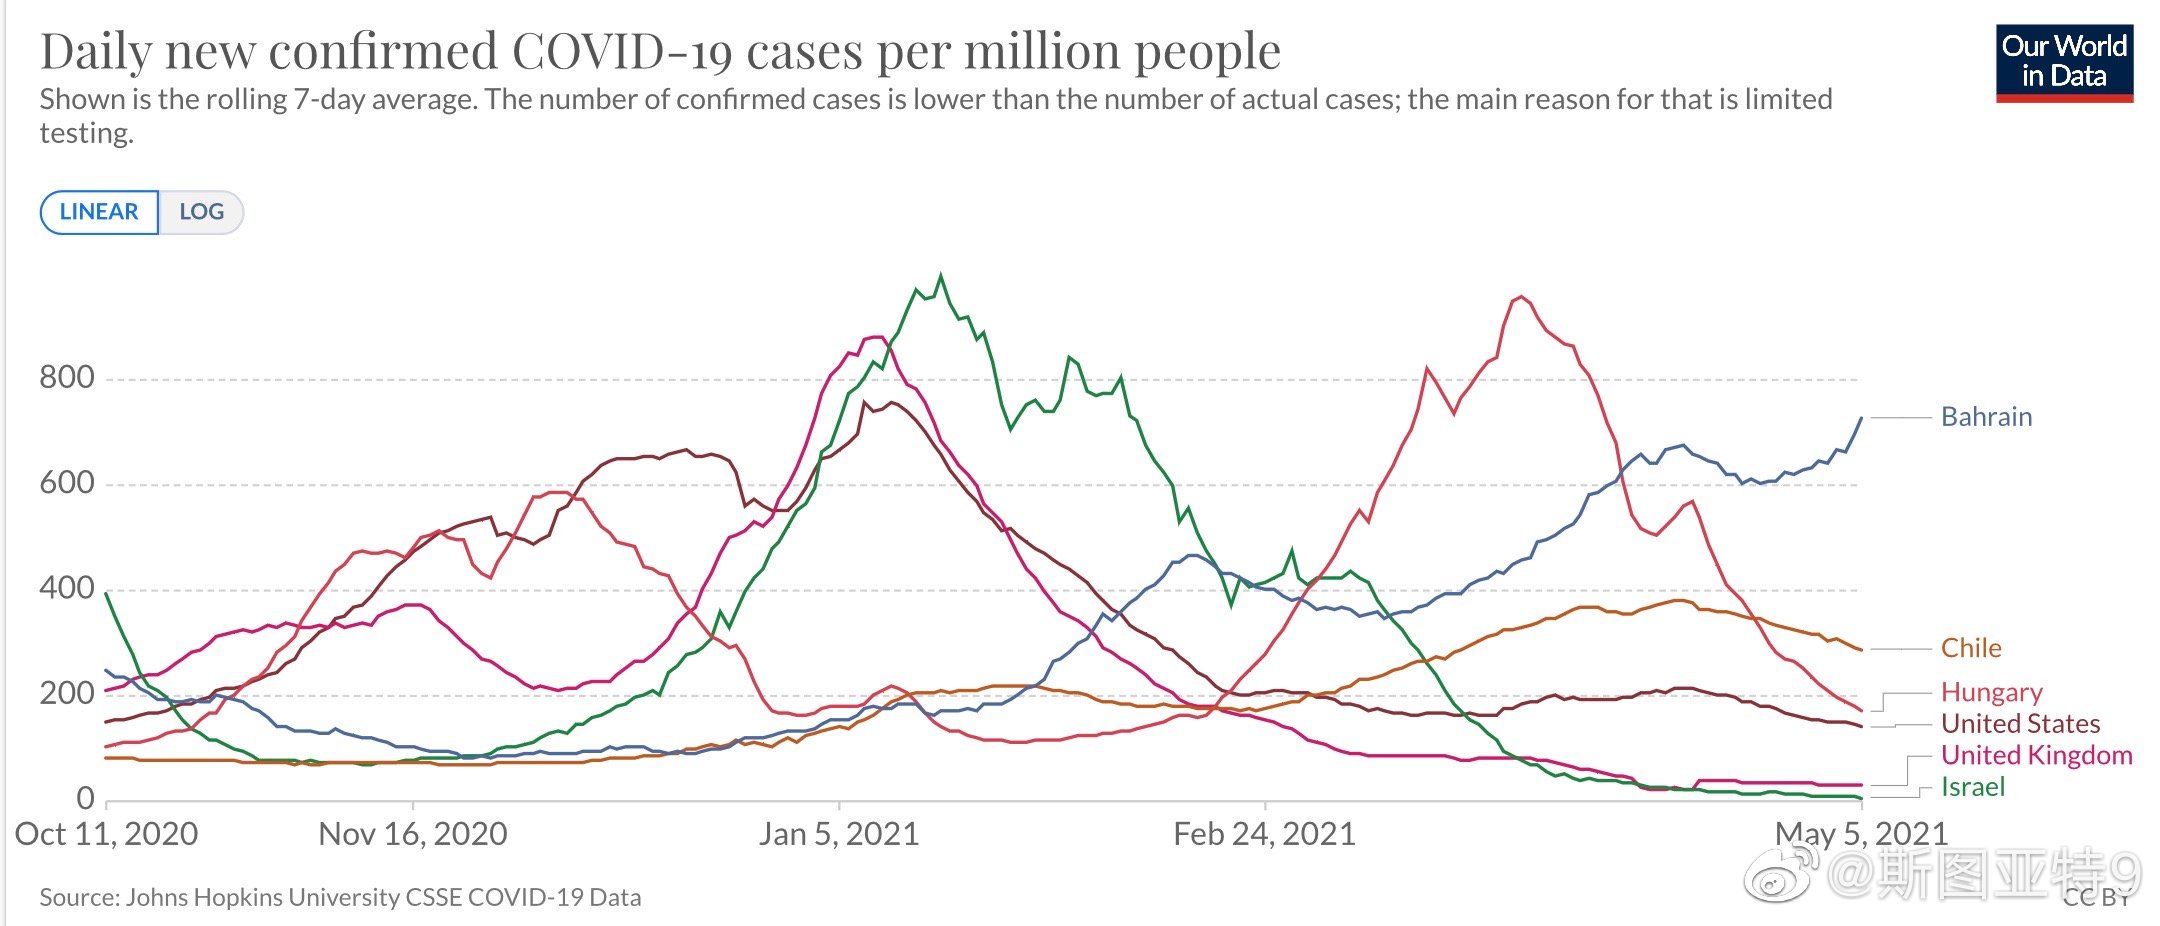 Daily new confirmed COVID-19 cases per million people
Our World
in Data
Shown is the rolling 7-day average. The number of confirmed cases is lower than the number of actual cases; the main reason for that is limited
testing.
LINEAR LOG
800
600
400
200
0
Bahrain
Chile
Hungary
United States
United Kingdom
Israel
Oct 11, 2020 Nov 16, 2020 Jan 5, 2021 Feb 24, 2021 May 5, 2021
@斯图亚特9
Source: Johns Hopkins University CSSE COVID-19 Data CC BY